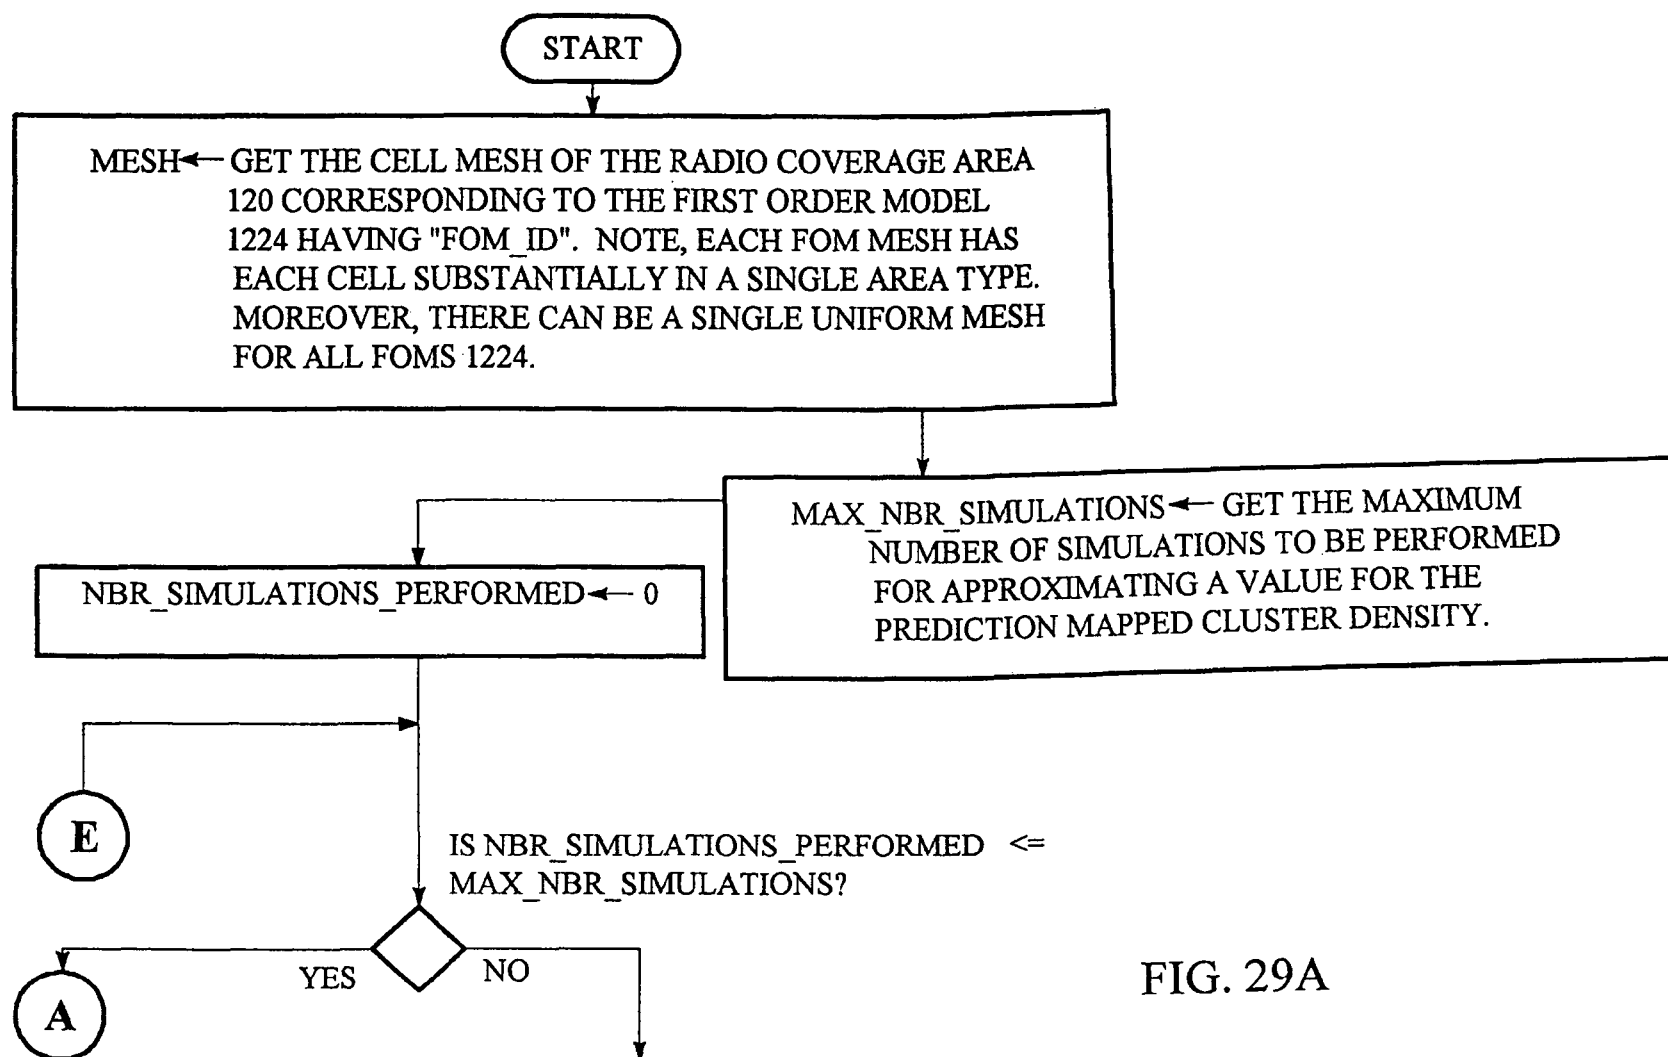 START
MESH← GET THE CELL MESH OF THE RADIO COVERAGE AREA
120 CORRESPONDING TO THE FIRST ORDER MODEL
1224 HAVING "FOM_ID". NOTE, EACH FOM MESH HAS
EACH CELL SUBSTANTIALLY IN A SINGLE AREA TYPE.
MOREOVER, THERE CAN BE A SINGLE UNIFORM MESH
FOR ALL FOMS 1224.
MAX_NBR_SIMULATIONS← GET THE MAXIMUM
NUMBER OF SIMULATIONS TO BE PERFORMED
FOR APPROXIMATING A VALUE FOR THE
PREDICTION MAPPED CLUSTER DENSITY.
NBR_SIMULATIONS_PERFORMED← 0
E
IS NBR_SIMULATIONS_PERFORMED <=
MAX_NBR_SIMULATIONS?
YES
NO
A
FIG. 29A